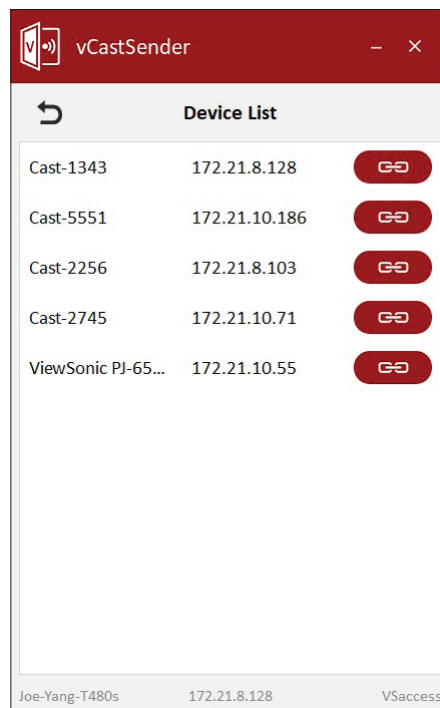 vCastSender
Device List
Cast-1343 172.21.8.128
Cast-5551 172.21.10.186
Cast-2256 172.21.8.103
Cast-2745 172.21.10.71
ViewSonic PJ-65... 172.21.10.55
Joe-Yang-T480s 172.21.8.128 VSaccess